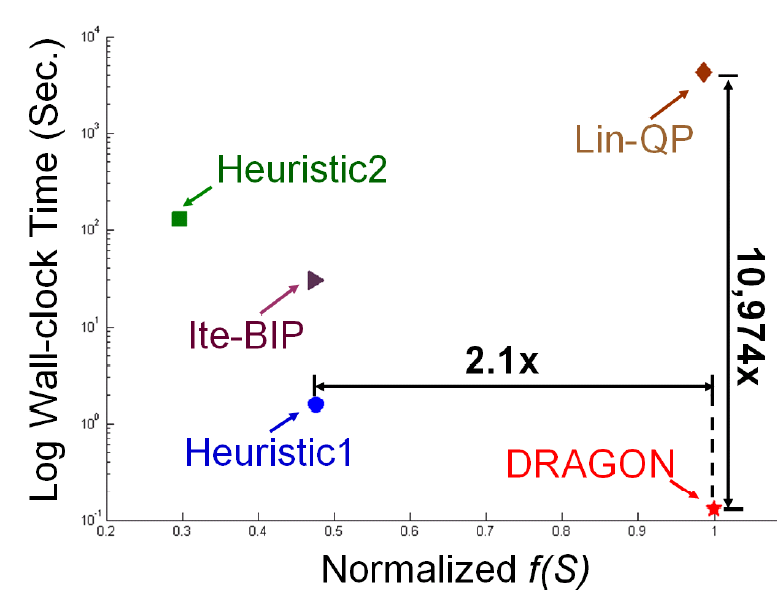 Log Wall-clock Time (Sec.)
10^4
10^3
10^2
10^1
10^0
10^-1
Lin-QP
Heuristic2
Ite-BIP
2.1x
10,974x
Heuristic1
DRAGON
0.2 0.3 0.4 0.5 0.6 0.7 0.8 0.9 1
Normalized f(S)